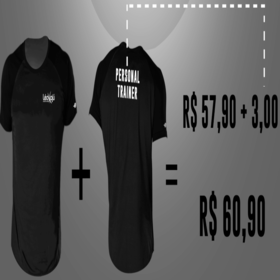 PERSONAL
TRAINER
+
=
R$ 57,90 + 3,00
R$ 60,90